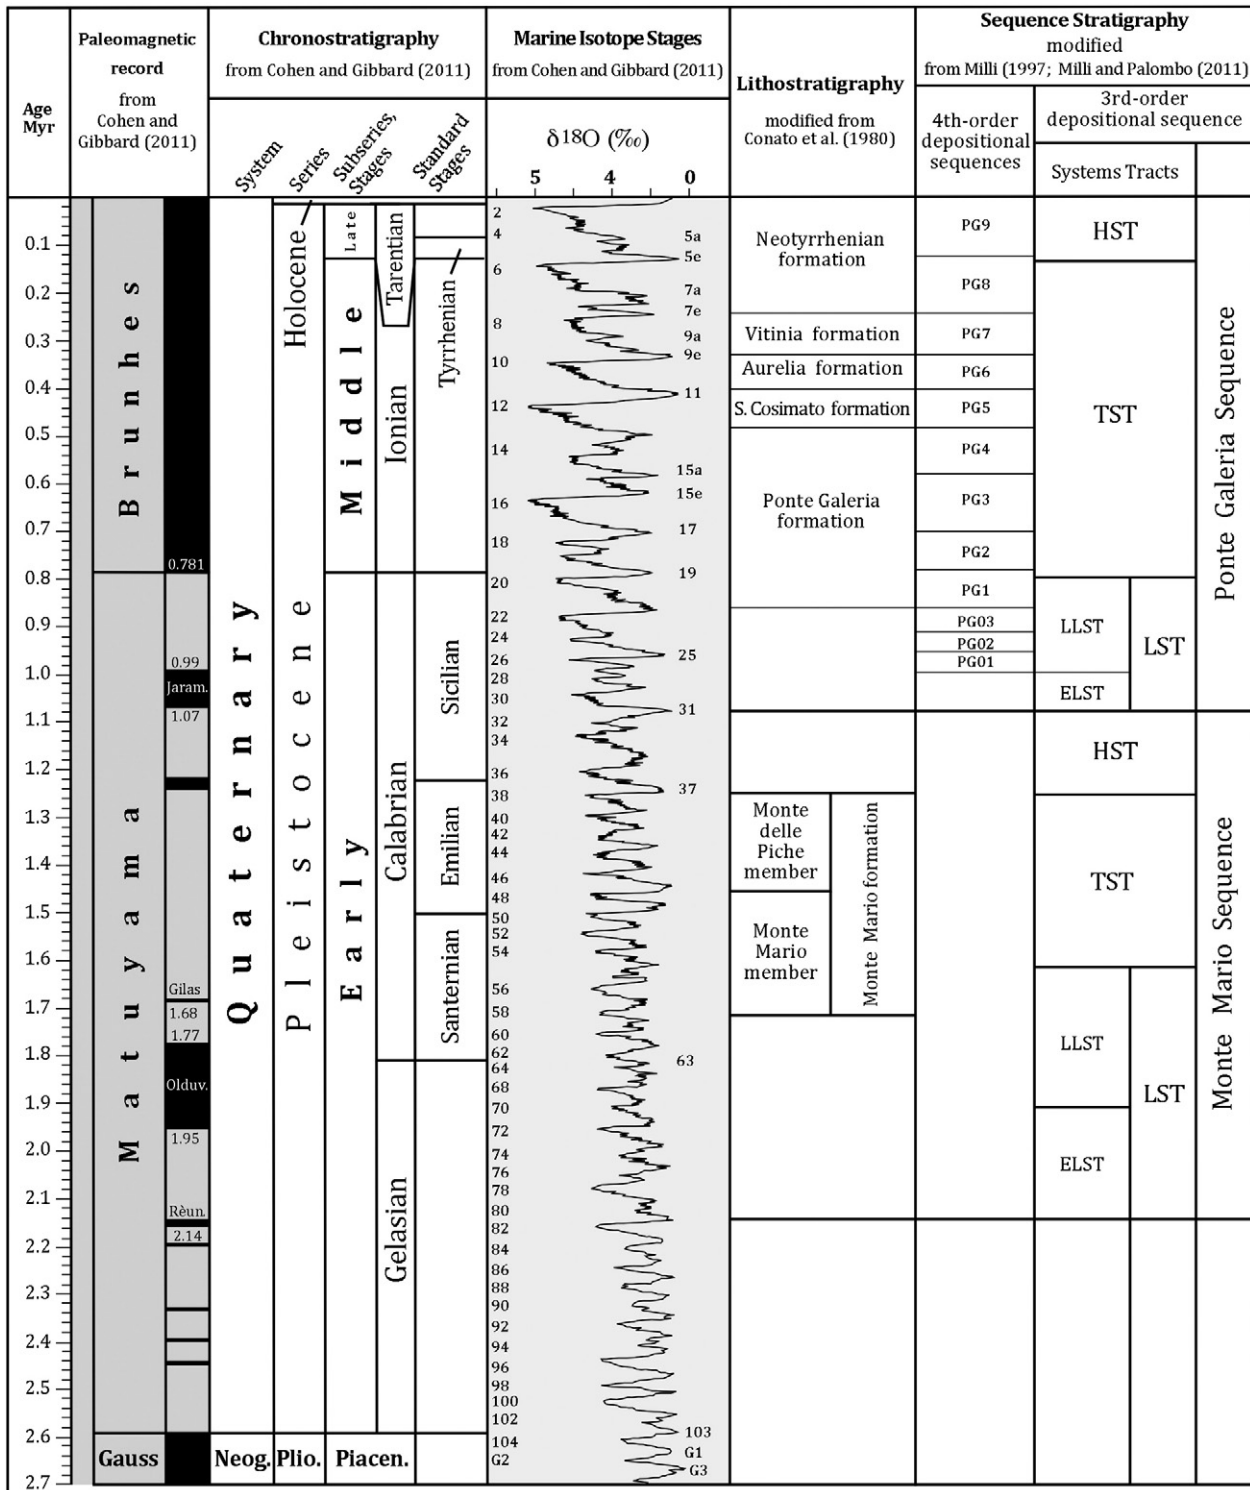 Age
Myr
Paleomagnetic
record
from
Cohen and
Gibbard (2011)
Chronostratigraphy
from Cohen and Gibbard (2011)
System
Series
Subseries,
Stages
Standard
Stages
Marine Isotope Stages
from Cohen and Gibbard (2011)
δ18O (‰)
5
4
0
Lithostratigraphy
modified from
Conato et al. (1980)
Sequence Stratigraphy
modified
from Milli (1997; Milli and Palombo (2011)
4th-order
depositional
sequences
3rd-order
depositional sequence
Systems Tracts
0.1
0.2
0.3
0.4
0.5
0.6
0.7
0.8
0.9
1.0
1.1
1.2
1.3
1.4
1.5
1.6
1.7
1.8
1.9
2.0
2.1
2.2
2.3
2.4
2.5
2.6
2.7
Brunhes
Matuyama
Gauss
0.781
0.99
Jaram.
1.07
Gilas
1.68
1.77
Olduv.
1.95
Rèun.
2.14
Quaternary
Neog.
Holocene
Pleistocene
Plio.
Late
Middle
Early
Piacen.
Tarentian
Ionian
Calabrian
Gelasian
Tyrrhenian
Sicilian
Emilian
Santernian
2
4
6
8
10
12
14
16
18
20
22
24
26
28
30
32
34
36
38
40
42
44
46
48
50
52
54
56
58
60
62
64
68
70
72
74
76
78
80
82
84
86
88
90
92
94
96
98
100
102
104
G2
5a
5e
7a
7e
9a
9e
11
15a
15e
17
19
25
31
37
63
103
G1
G3
Neotyrrhenian
formation
Vitinia formation
Aurelia formation
S. Cosimato formation
Ponte Galeria
formation
Monte
delle
Piche
member
Monte
Mario
member
Monte Mario formation
PG9
PG8
PG7
PG6
PG5
PG4
PG3
PG2
PG1
PG03
PG02
PG01
HST
TST
LLST
ELST
LST
HST
TST
LLST
ELST
LST
Ponte Galeria Sequence
Monte Mario Sequence